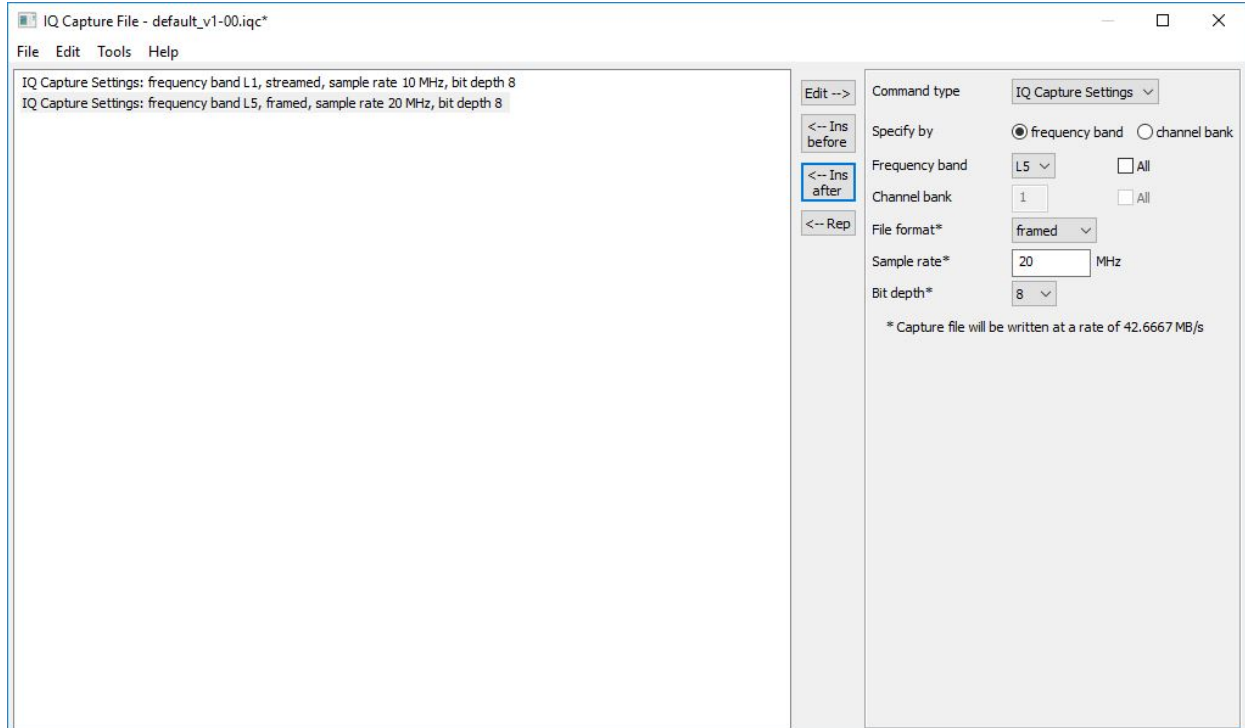 IQ Capture File - default_v1-00.iqc*
File Edit Tools Help
IQ Capture Settings: frequency band L1, streamed, sample rate 10 MHz, bit depth 8
IQ Capture Settings: frequency band L5, framed, sample rate 20 MHz, bit depth 8
Edit -->
<-- Ins
before
<-- Ins
after
<-- Rep
Command type IQ Capture Settings
Specify by frequency band channel bank
Frequency band L5 All
Channel bank 1 All
File format* framed
Sample rate* 20 MHz
Bit depth* 8
* Capture file will be written at a rate of 42.6667 MB/s